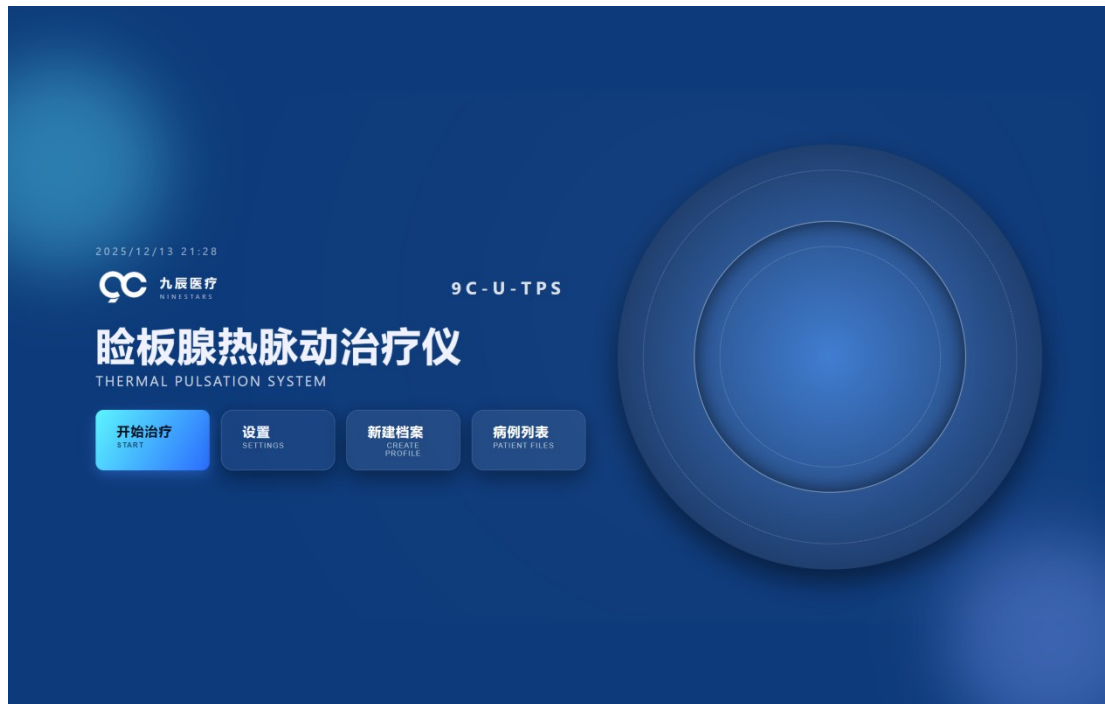 2025/12/13 21:28
九辰医疗
NINESTARS
9C-U-TPS
睑板腺热脉动治疗仪
THERMAL PULSATION SYSTEM
开始治疗
START
设置
SETTINGS
新建档案
CREATE
PROFILE
病例列表
PATIENT FILES